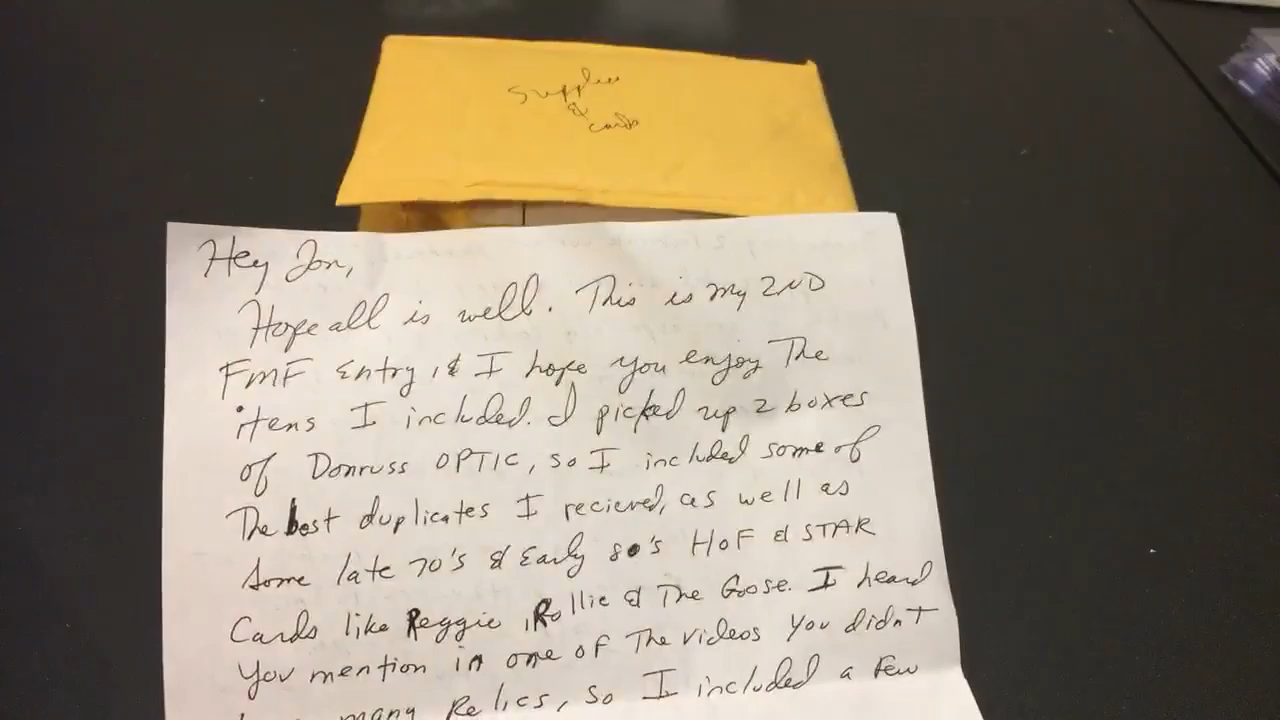 Supplies
&
cards
Hey Jon,
Hope all is well. This is my 2ND
FMF Entry, & I hope you enjoy The
items I included. I picked up 2 boxes
of Donruss OPTIC, so I included some of
The best duplicates I recieved, as well as
some late 70's & Early 80's HOF & STAR
Cards like Reggie, Rollie & The Goose. I heard
You mention in one of The videos You didn't
many Relics, so I included a Few